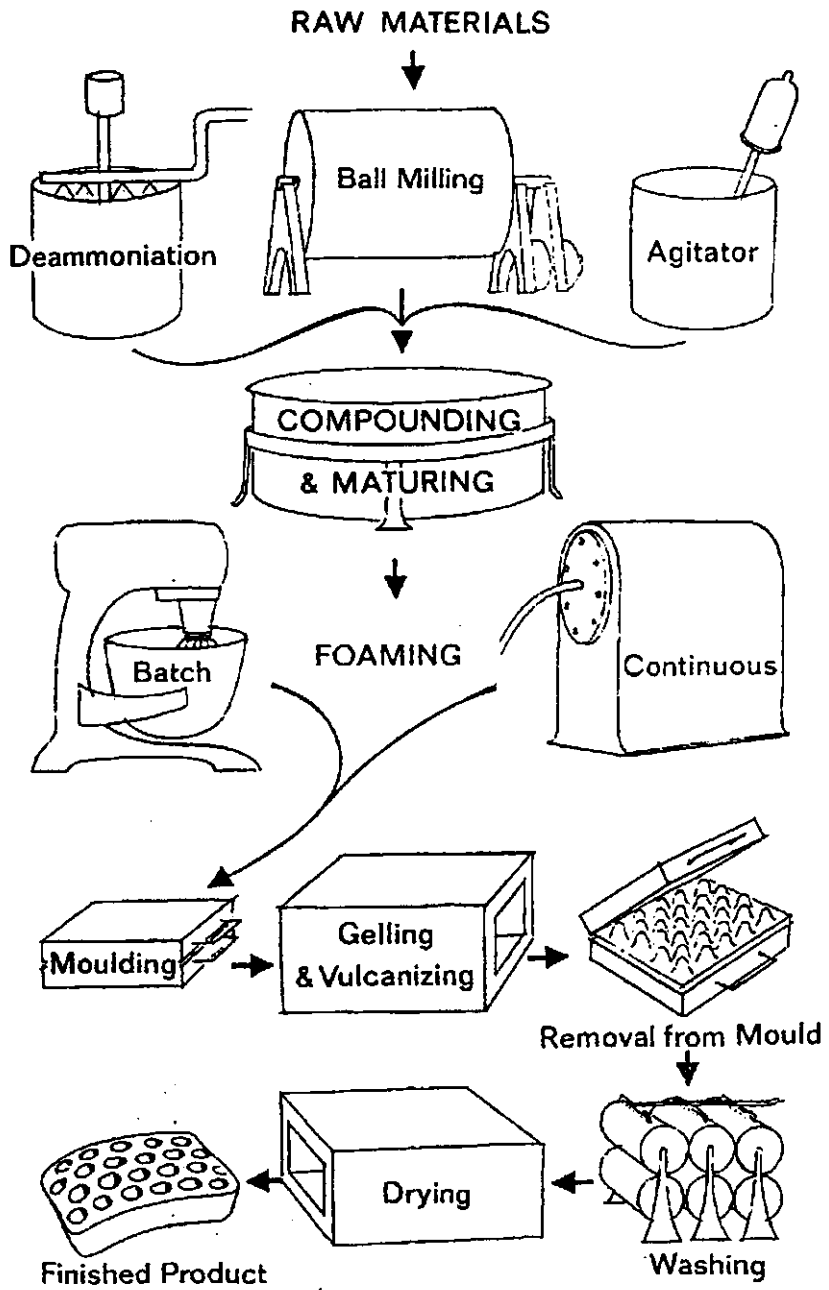 RAW MATERIALS
Deammoniation
Ball Milling
Agitator
COMPOUNDING
& MATURING
Batch
FOAMING
Continuous
Moulding
Gelling
& Vulcanizing
Removal from Mould
Finished Product
Drying
Washing